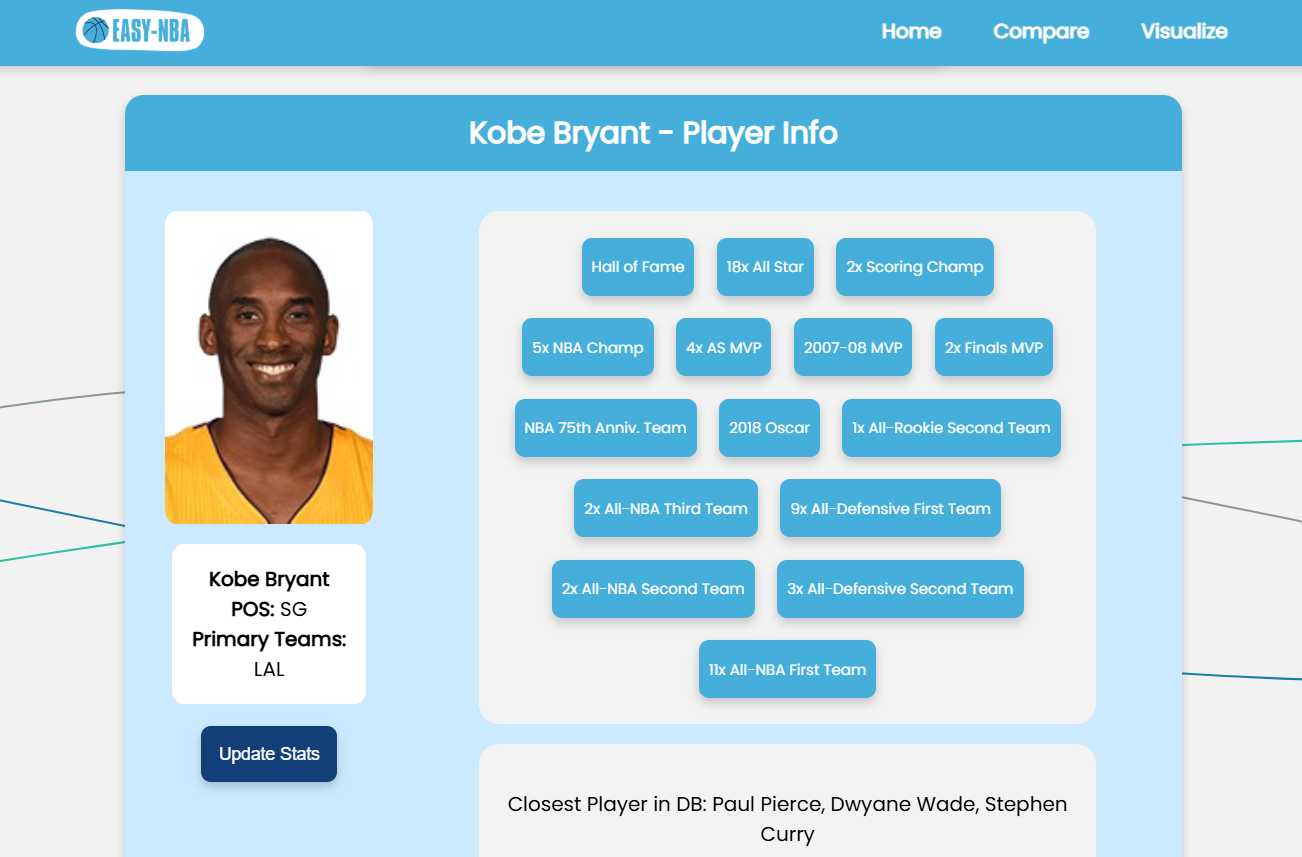 EASY-NBA
Home Compare Visualize
Kobe Bryant - Player Info
Hall of Fame 18x All Star 2x Scoring Champ
5x NBA Champ 4x AS MVP 2007-08 MVP 2x Finals MVP
NBA 75th Anniv. Team 2018 Oscar 1x All-Rookie Second Team
2x All-NBA Third Team 9x All-Defensive First Team
2x All-NBA Second Team 3x All-Defensive Second Team
11x All-NBA First Team
Kobe Bryant
POS: SG
Primary Teams:
LAL
Update Stats
Closest Player in DB: Paul Pierce, Dwyane Wade, Stephen
Curry